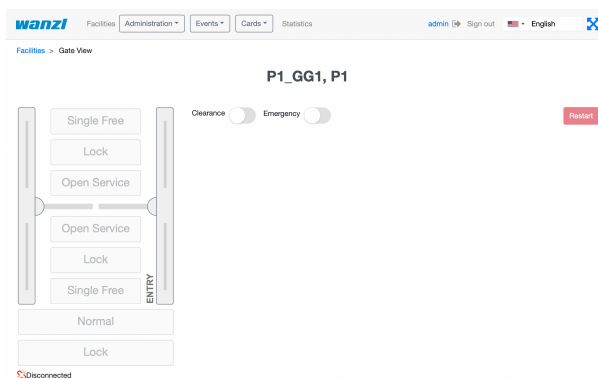 wanzl Facilities Administration Events Cards Statistics admin Sign out English
Facilities > Gate View
P1_GG1, P1
Clearance Emergency Restart
Single Free
Lock
Open Service
Open Service
Lock
Single Free
ENTRY
Normal
Lock
Disconnected